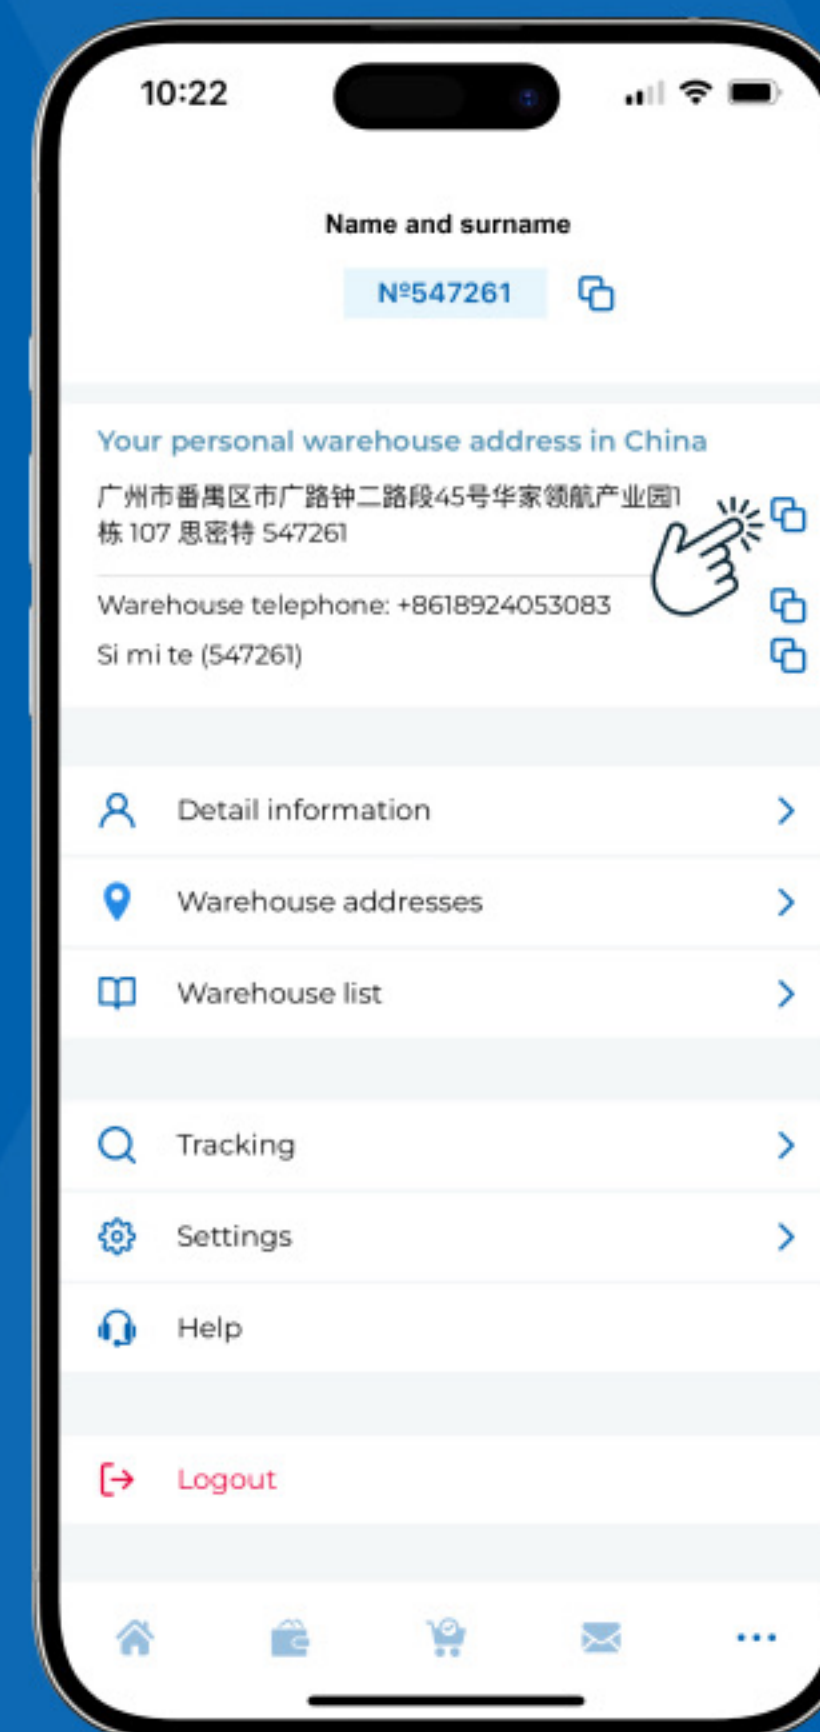 10:22
Name and surname
Nº547261
Your personal warehouse address in China
广州市番禺区市广路钟二路段45号华家领航产业园1
栋 107 思密特 547261
Warehouse telephone: +8618924053083
Si mi te (547261)
Detail information
Warehouse addresses
Warehouse list
Tracking
Settings
Help
Logout